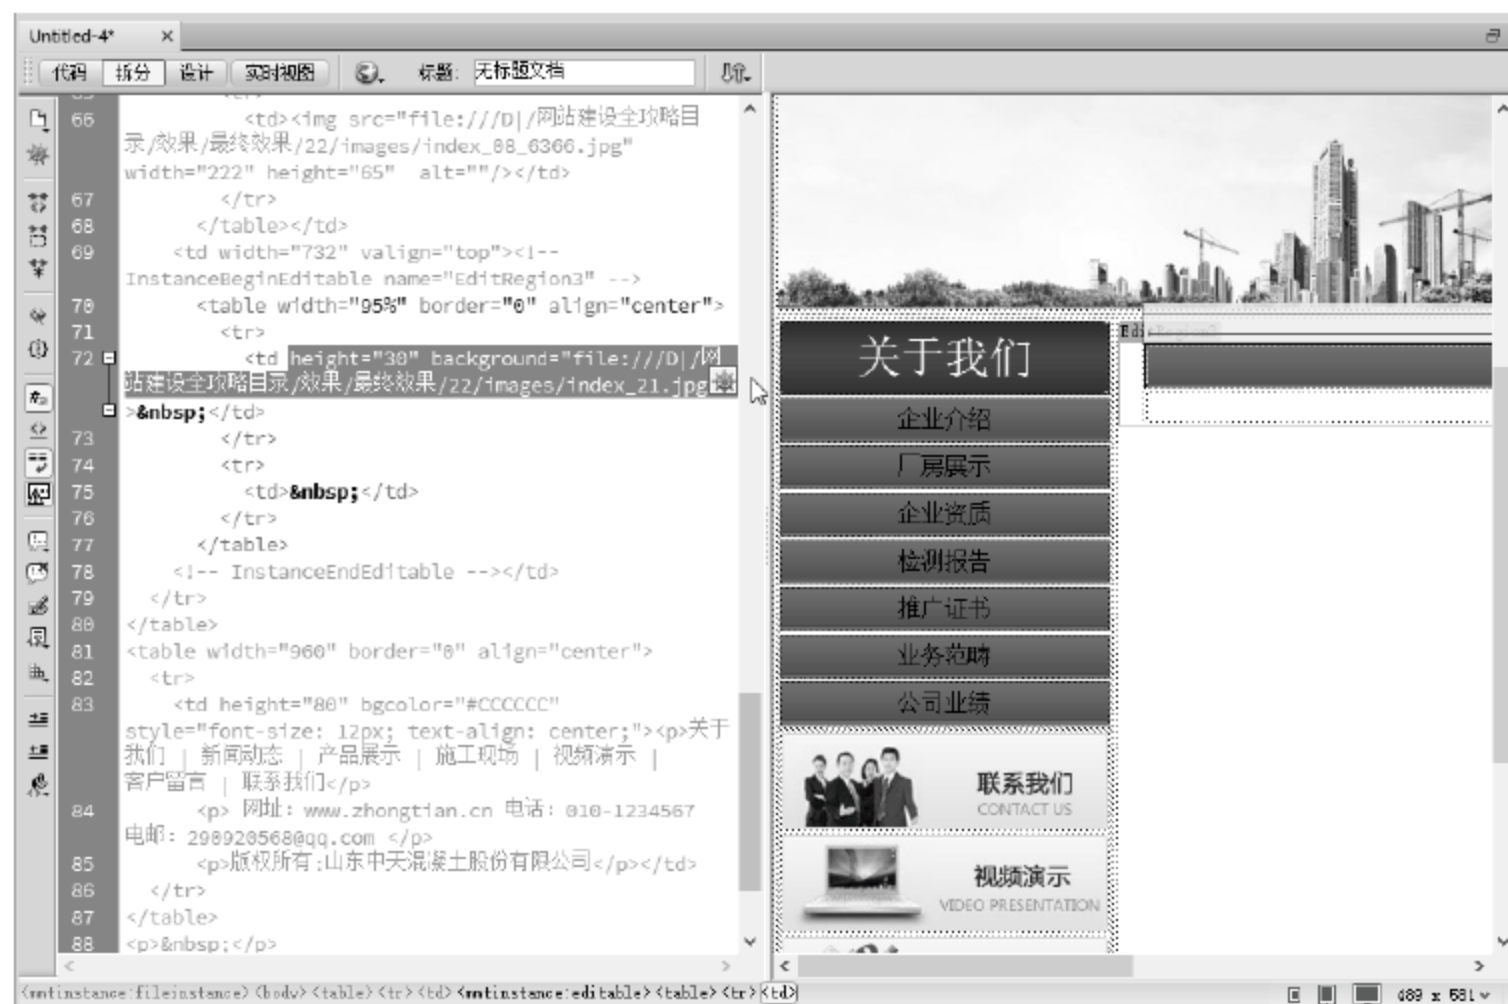 Untitled-4*
代码 拆分 设计 实时视图 标题: 无标题文档
66 <td><img src="file:///D|/网站建设全攻略目
录/效果/最终效果/22/images/index_08_6366.jpg"
width="222" height="65"  alt=""/></td>
67 </tr>
68 </table></td>
69 <td width="732" valign="top"><!--
InstanceBeginEditable name="EditRegion3" -->
70 <table width="95%" border="0" align="center">
71 <tr>
72 <td height="30" background="file:///D|/网
站建设全攻略目录/效果/最终效果/22/images/index_21.jpg
>&nbsp;</td>
73 </tr>
74 <tr>
75 <td>&nbsp;</td>
76 </tr>
77 </table>
78 <!-- InstanceEndEditable --></td>
79 </tr>
80 </table>
81 <table width="960" border="0" align="center">
82 <tr>
83 <td height="80" bgcolor="#CCCCCC"
style="font-size: 12px; text-align: center;"><p>关于
我们 | 新闻动态 | 产品展示 | 施工现场 | 视频演示 |
客户留言 | 联系我们</p>
84 <p> 网址: www.zhongtian.cn 电话: 010-1234567
电邮: 290920568@qq.com </p>
85 <p>版权所有:山东中天混凝土股份有限公司</p></td>
86 </tr>
87 </table>
88 <p>&nbsp;</p>
关于我们
EditRegion3
企业介绍
厂房展示
企业资质
检测报告
推广证书
业务范畴
公司业绩
联系我们
CONTACT US
视频演示
VIDEO PRESENTATION
<mmtinstance:fileinstance> <body> <table> <tr> <td> <mmtinstance:editable> <table> <tr> <td>
489 x 581